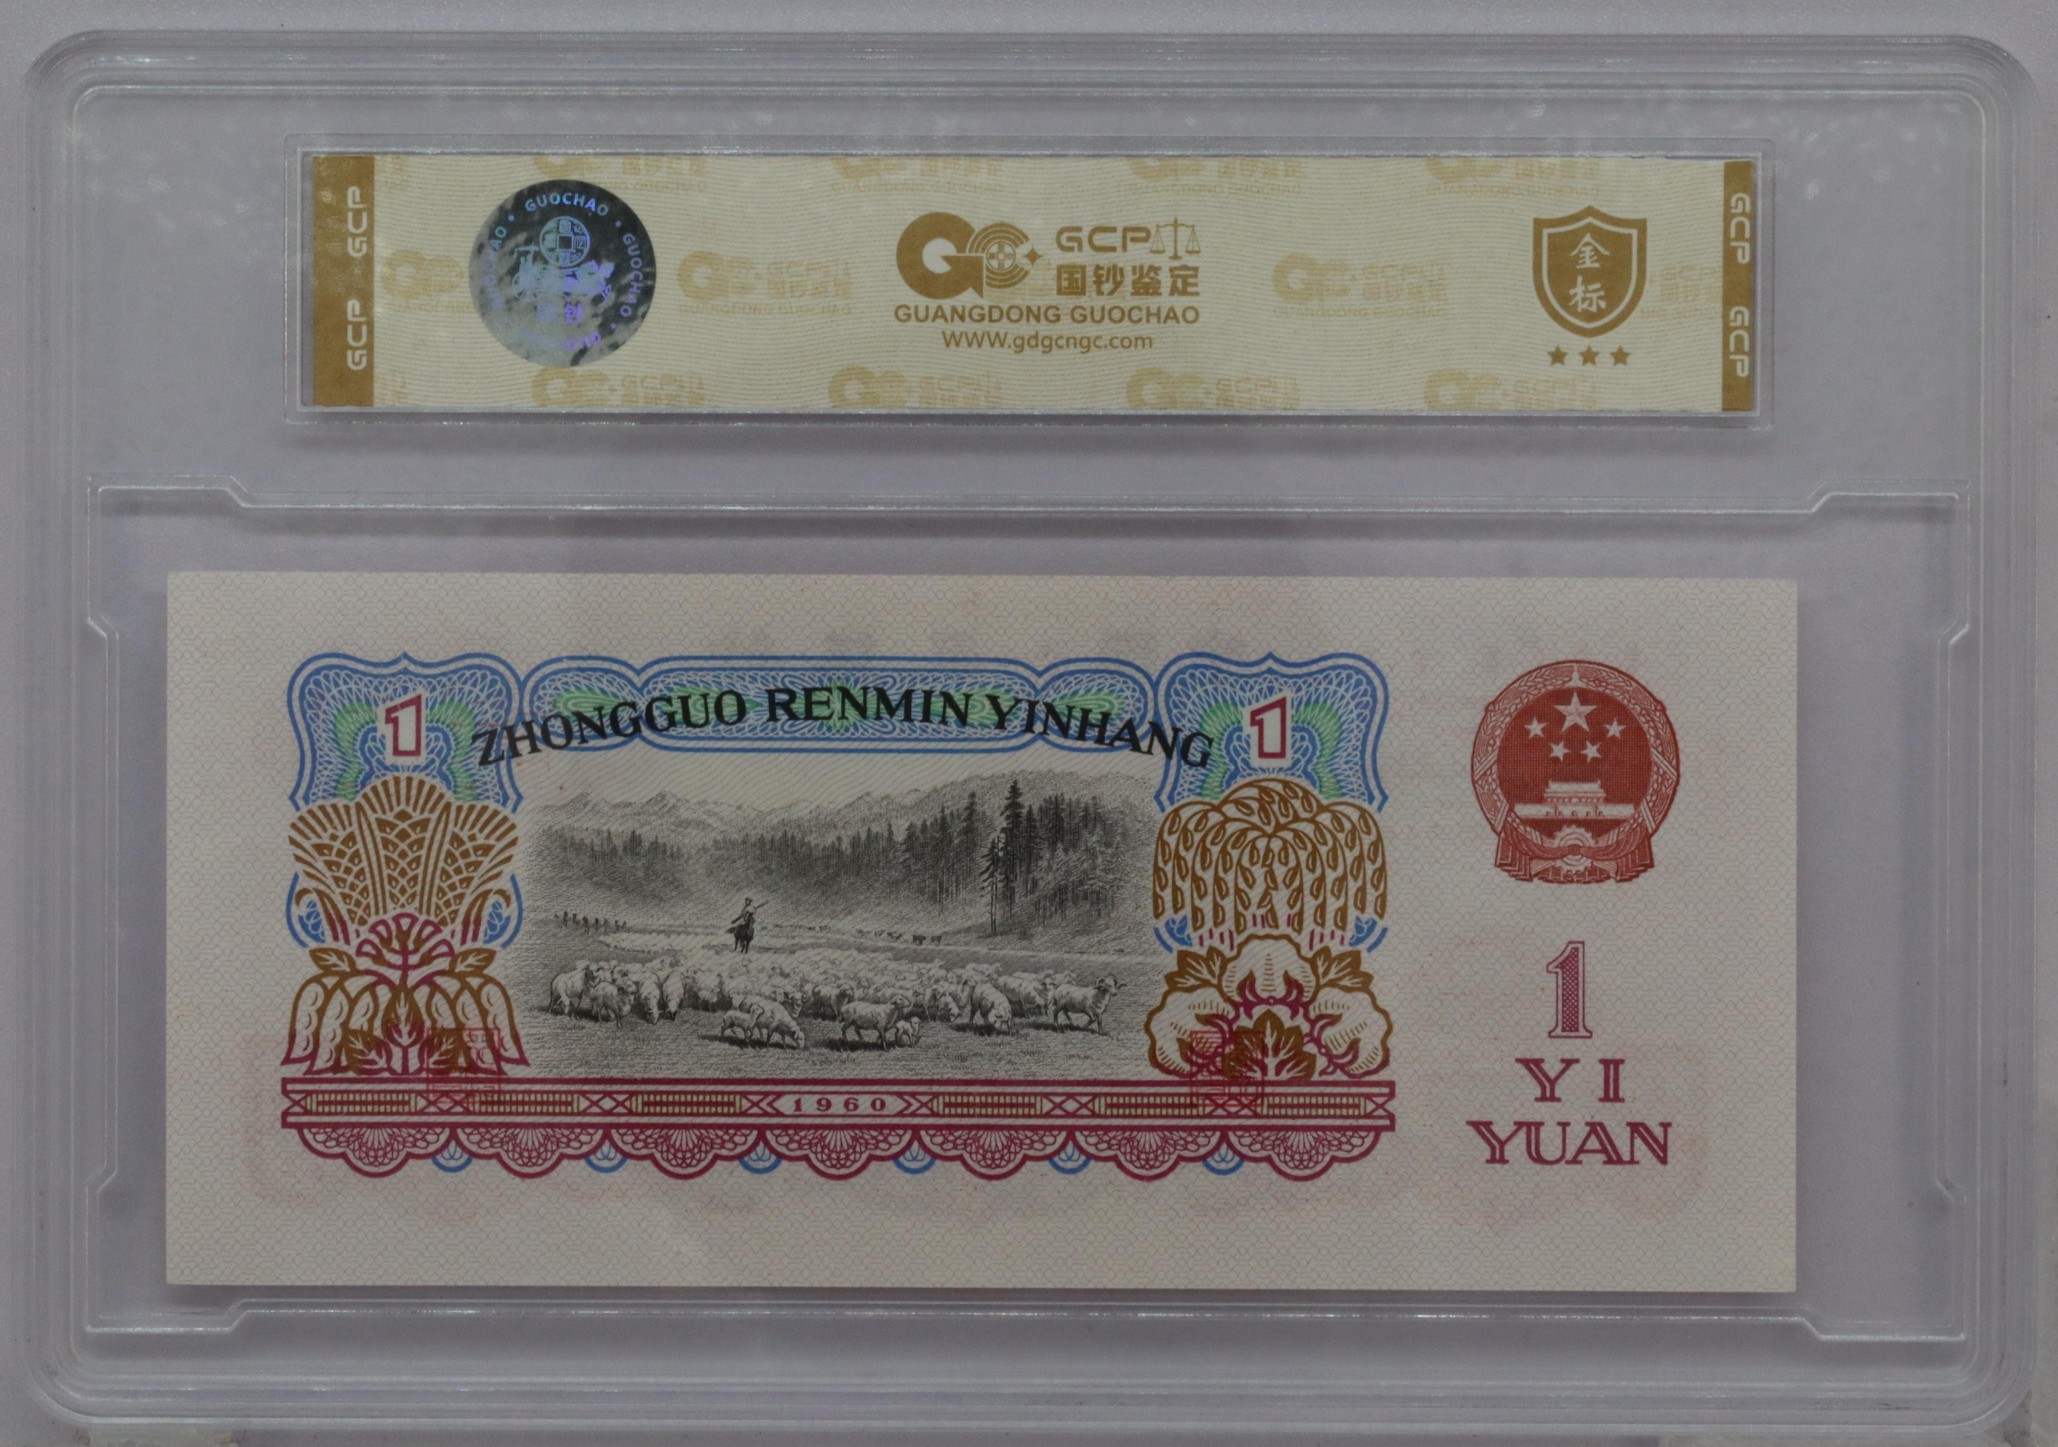 GCP GCP
GUOCHAO · GUOCHAO
GCP
国钞鉴定
GUANGDONG GUOCHAO
WWW.gdgcngc.com
金标
GCP GCP
1
ZHONGGUO RENMIN YINHANG
1
1960
1
YI
YUAN